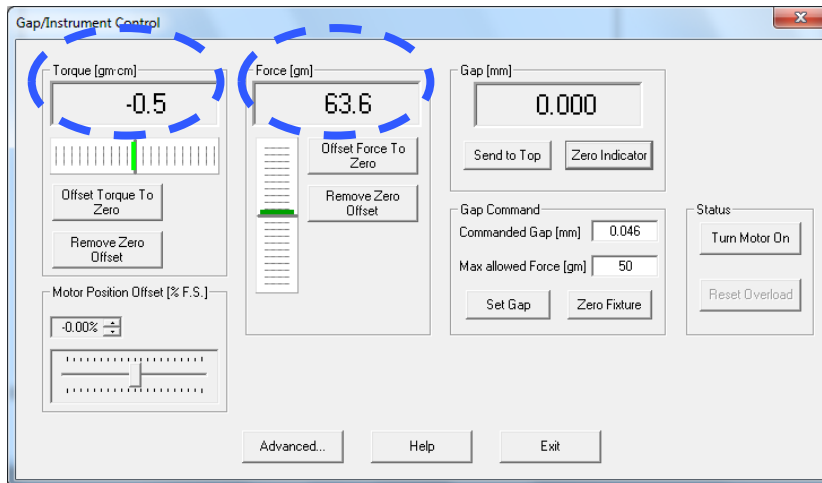 Gap/Instrument Control
Torque [gm·cm]
-0.5
Offset Torque To
Zero
Remove Zero
Offset
Motor Position Offset [% F.S.]
-0.00%
Force [gm]
63.6
Offset Force To
Zero
Remove Zero
Offset
Gap [mm]
0.000
Send to Top
Zero Indicator
Gap Command
Commanded Gap [mm]
0.046
Max allowed Force [gm]
50
Set Gap
Zero Fixture
Status
Turn Motor On
Reset Overload
Advanced...
Help
Exit